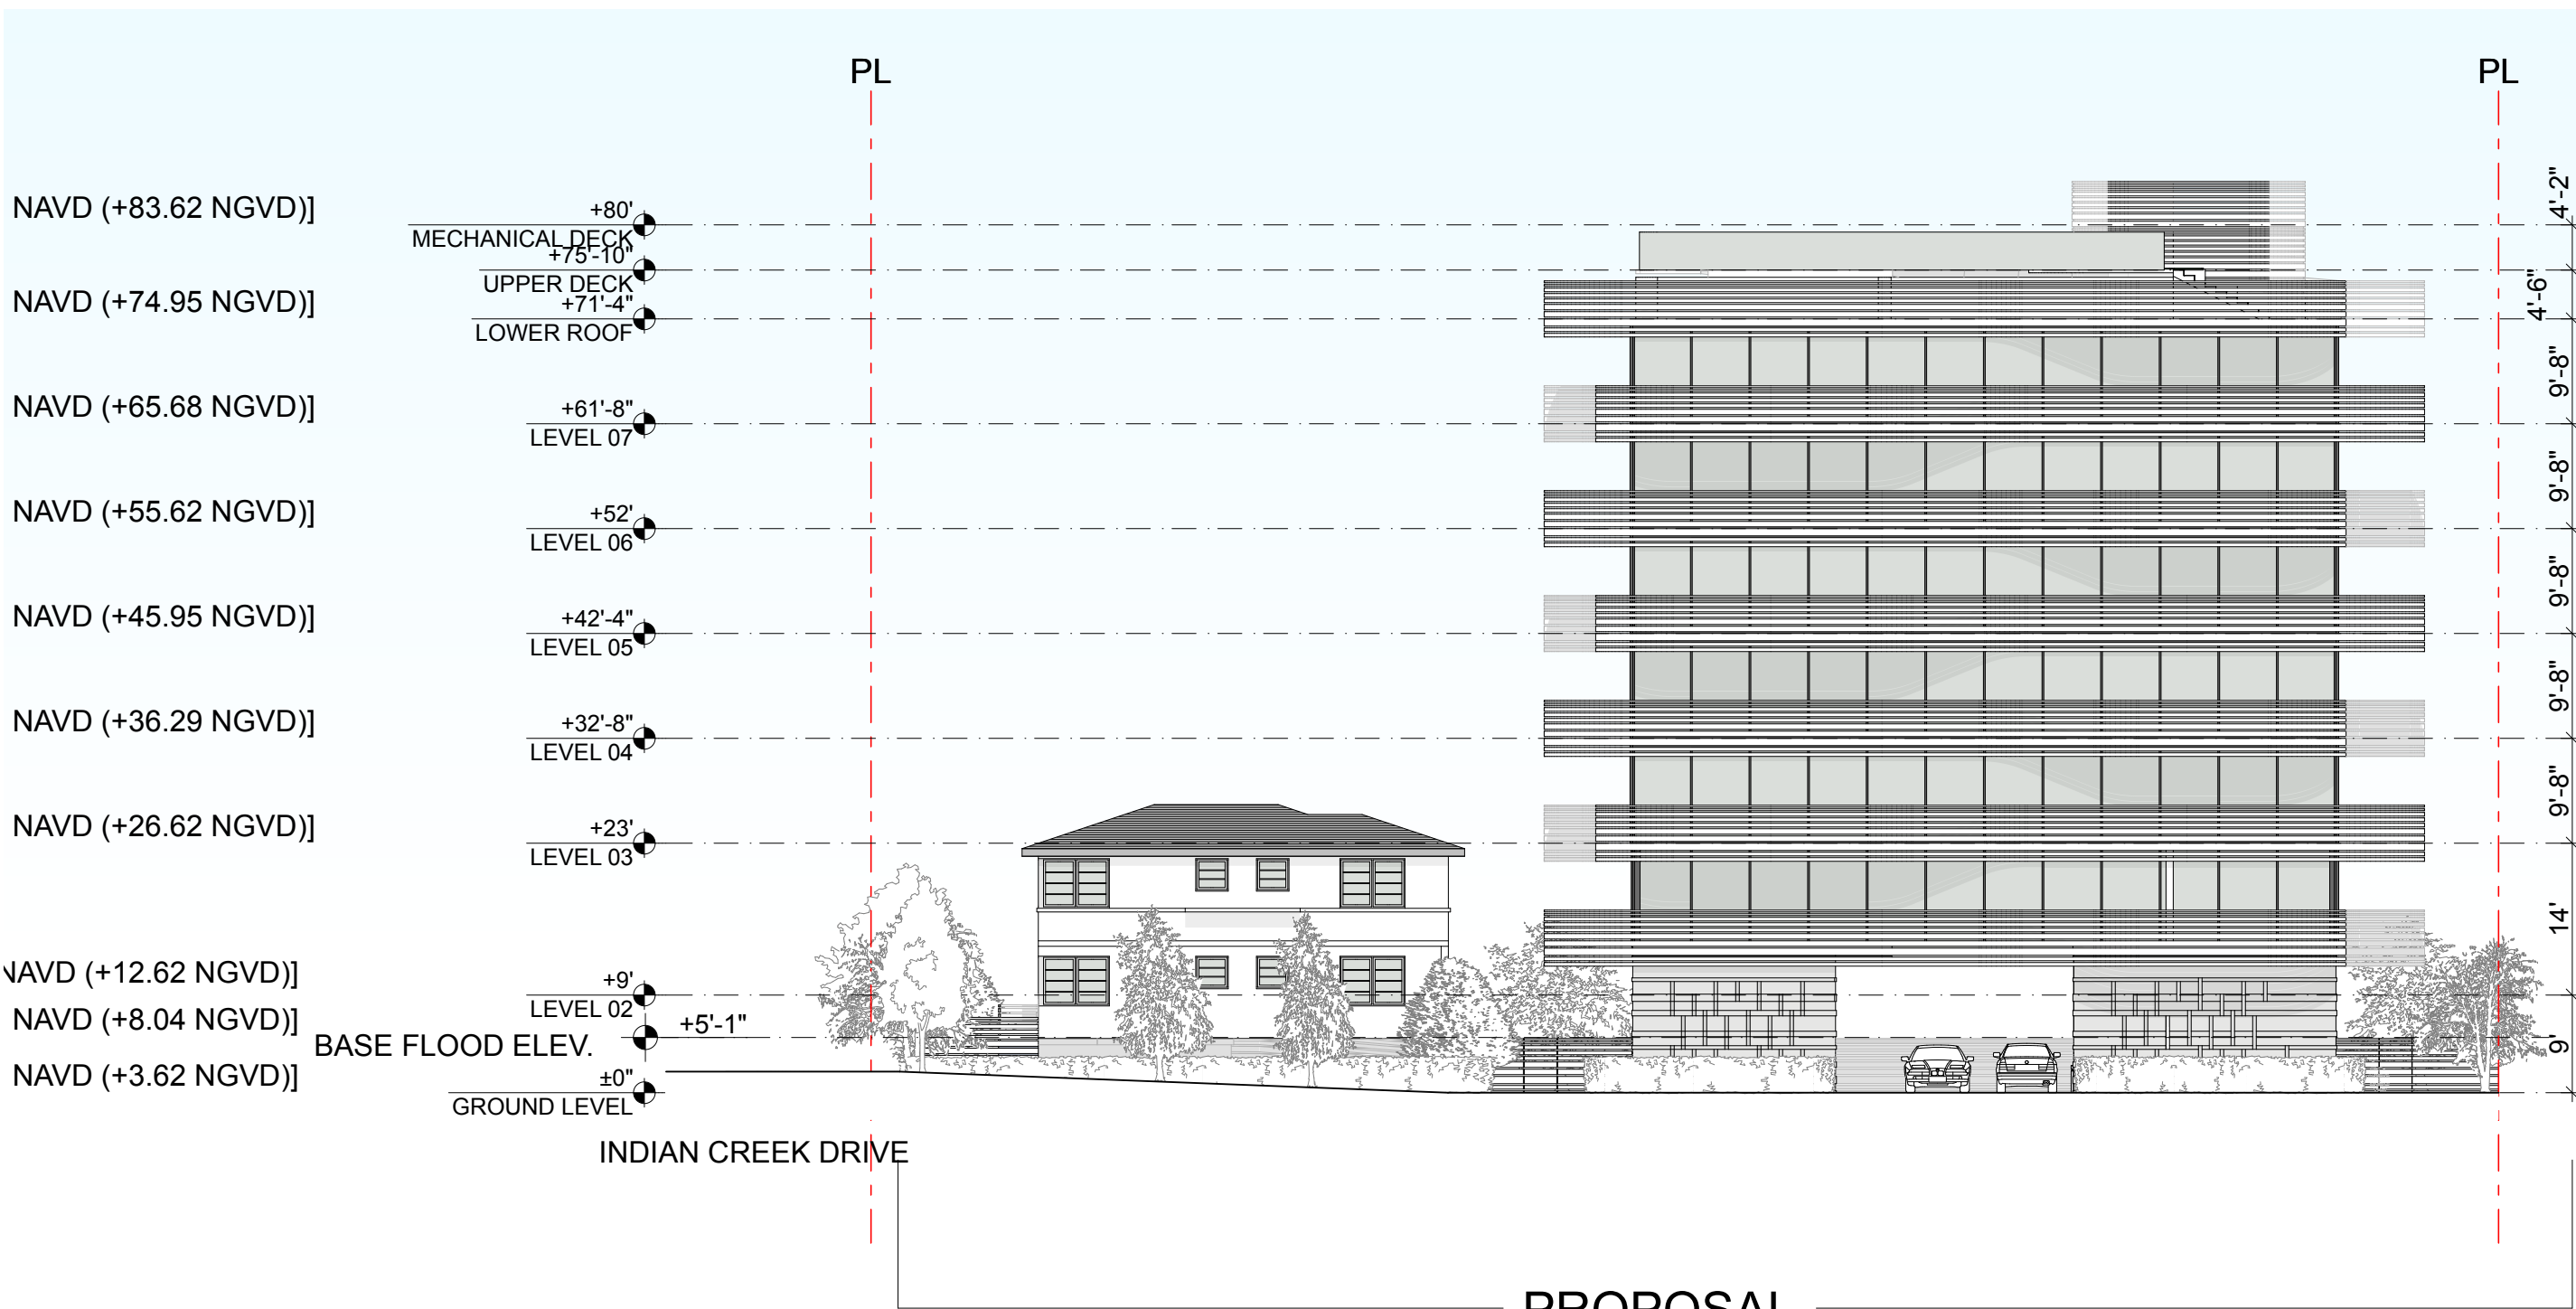 PL
PL
NAVD (+83.62 NGVD)]
+80'
MECHANICAL DECK
4'-2"
+75'-10"
UPPER DECK
4'-6"
NAVD (+74.95 NGVD)]
+71'-4"
LOWER ROOF
9'-8"
NAVD (+65.68 NGVD)]
+61'-8"
LEVEL 07
9'-8"
NAVD (+55.62 NGVD)]
+52'
LEVEL 06
9'-8"
NAVD (+45.95 NGVD)]
+42'-4"
LEVEL 05
9'-8"
NAVD (+36.29 NGVD)]
+32'-8"
LEVEL 04
9'-8"
NAVD (+26.62 NGVD)]
+23'
LEVEL 03
14'
NAVD (+12.62 NGVD)]
+9'
LEVEL 02
NAVD (+8.04 NGVD)]
+5'-1"
BASE FLOOD ELEV.
9'
NAVD (+3.62 NGVD)]
±0"
GROUND LEVEL
INDIAN CREEK DRIVE
PROPOSAL